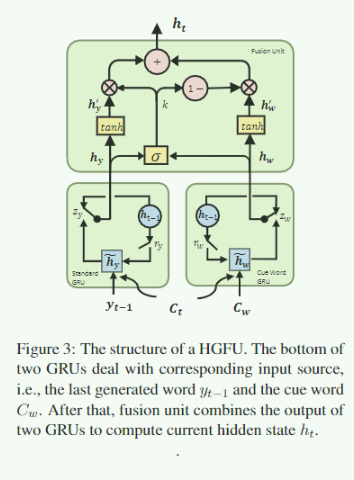 h_t
Fusion Unit
+
⊗ 1 - ⊗
h'_y k h'_w
tanh tanh
h_y σ h_w
z_y h_{t-1} h_{t-1} z_w
r_y r_w
h̃_y h̃_w
Standard GRU
Cue Word GRU
y_{t-1} C_t C_w
Figure 3: The structure of a HGFU. The bottom of
two GRUs deal with corresponding input source,
i.e., the last generated word y_{t-1} and the cue word
C_w. After that, fusion unit combines the output of
two GRUs to compute current hidden state h_t.
.